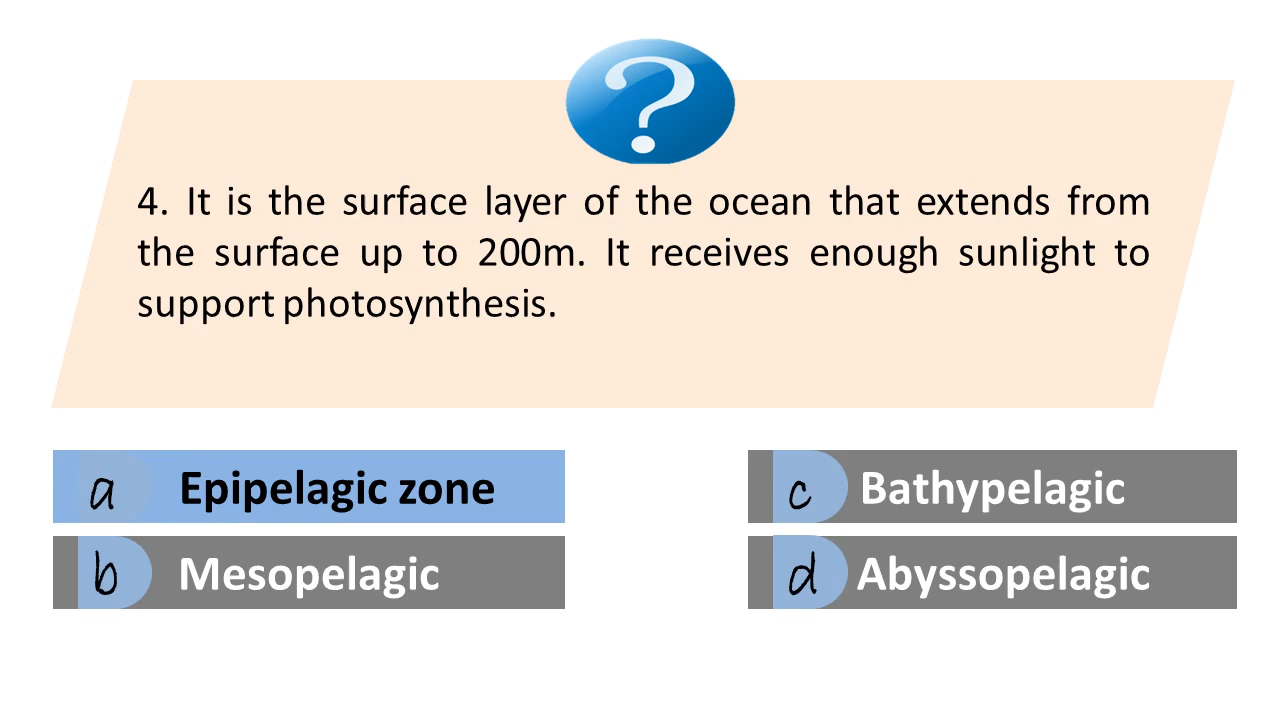 ?
4. It is the surface layer of the ocean that extends from
the surface up to 200m. It receives enough sunlight to
support photosynthesis.
a Epipelagic zone
b Mesopelagic
c Bathypelagic
d Abyssopelagic